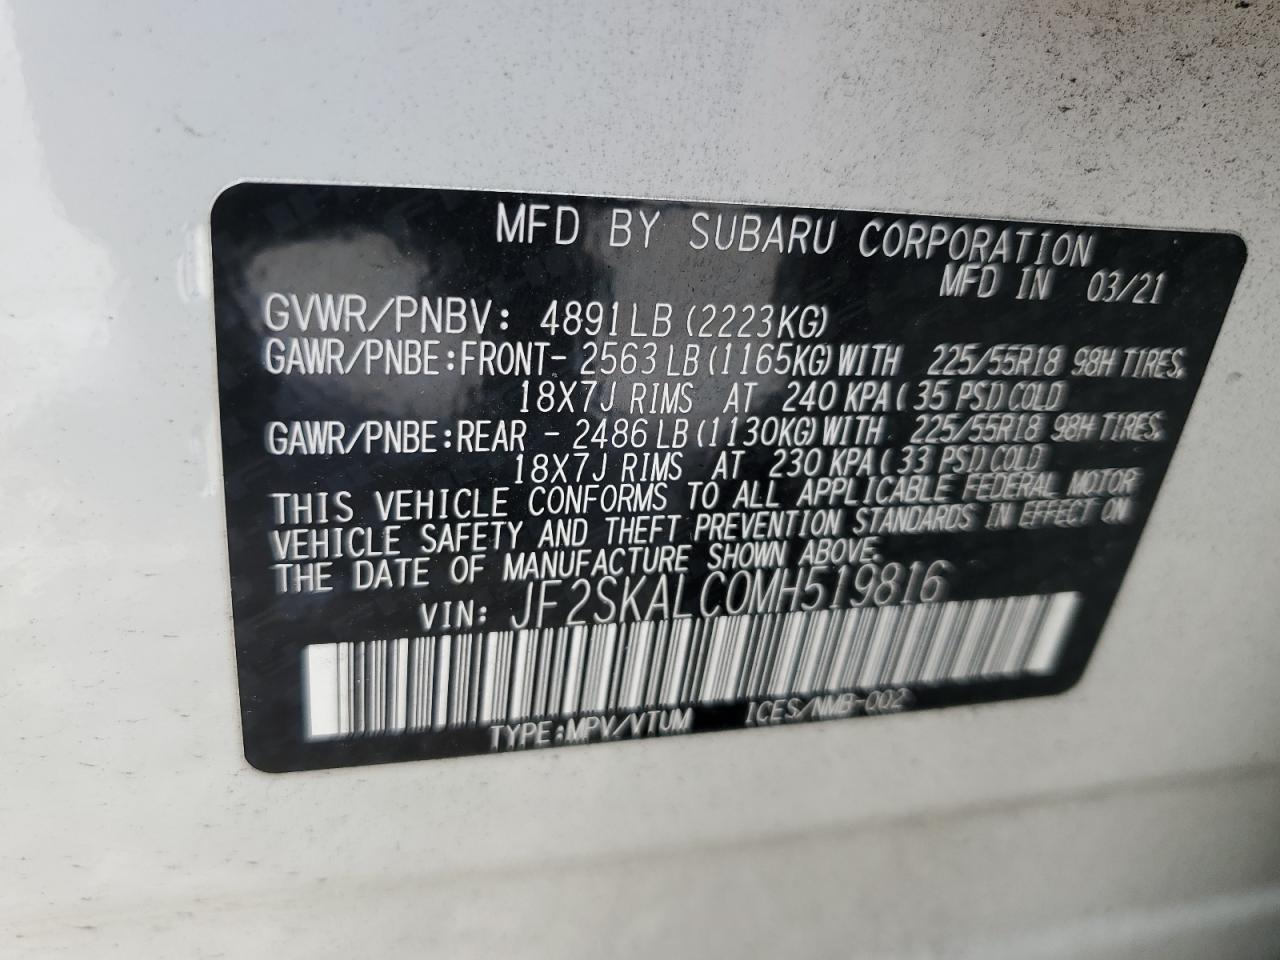 MFD BY SUBARU CORPORATION
MFD IN 03/21
GVWR/PNBV: 4891LB (2223KG)
GAWR/PNBE:FRONT- 2563LB(1165KG)WITH 225/55R18 98H TIRES,
18X7J RIMS AT 240 KPA(35 PSI)COLD
GAWR/PNBE:REAR - 2486LB(1130KG)WITH 225/55R18 98H TIRES,
18X7J RIMS AT 230 KPA(33 PSI)COLD
THIS VEHICLE CONFORMS TO ALL APPLICABLE FEDERAL MOTOR
VEHICLE SAFETY AND THEFT PREVENTION STANDARDS IN EFFECT ON
THE DATE OF MANUFACTURE SHOWN ABOVE.
VIN: JF2SKALC0MH519816
TYPE:MPV/VTUM ICES/NMB-002